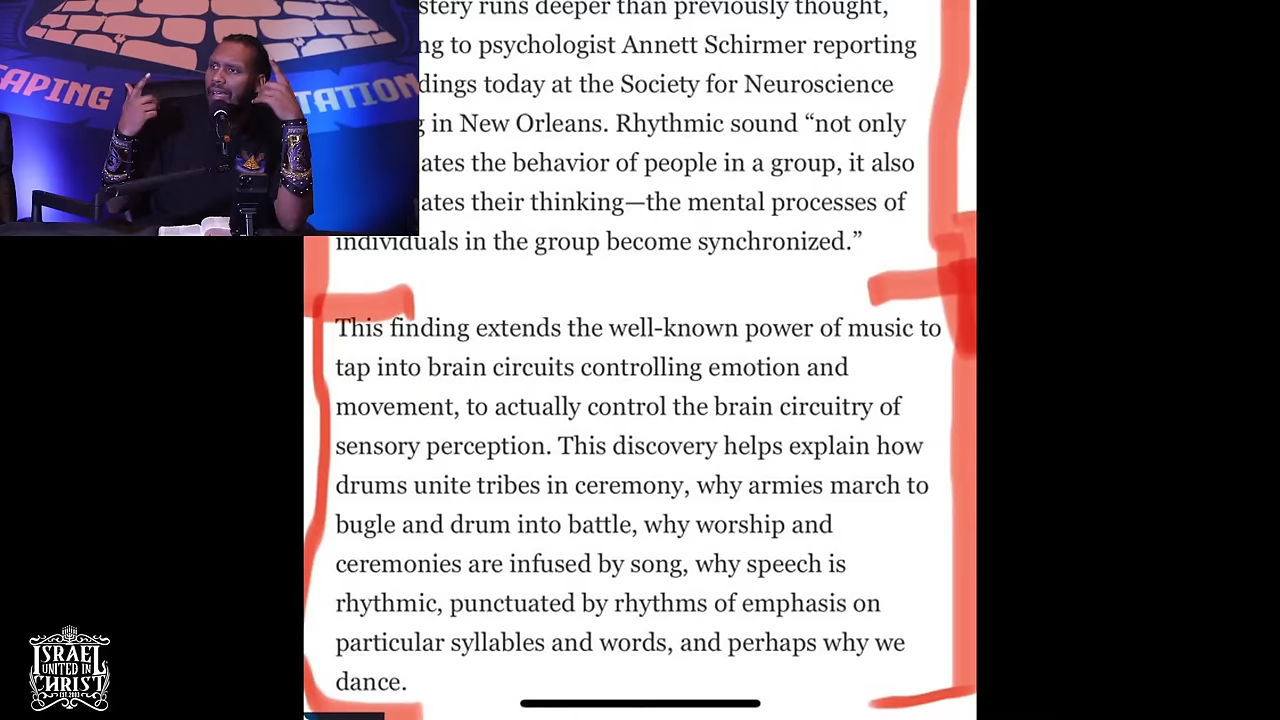 EAPING
TATION
stery runs deeper than previously thought,
ng to psychologist Annett Schirmer reporting
dings today at the Society for Neuroscience
g in New Orleans. Rhythmic sound “not only
ates the behavior of people in a group, it also
ates their thinking—the mental processes of
individuals in the group become synchronized.”
This finding extends the well-known power of music to
tap into brain circuits controlling emotion and
movement, to actually control the brain circuitry of
sensory perception. This discovery helps explain how
drums unite tribes in ceremony, why armies march to
bugle and drum into battle, why worship and
ceremonies are infused by song, why speech is
rhythmic, punctuated by rhythms of emphasis on
particular syllables and words, and perhaps why we
dance.
ISRAEL
UNITED IN
CHRIST
EST. 2003